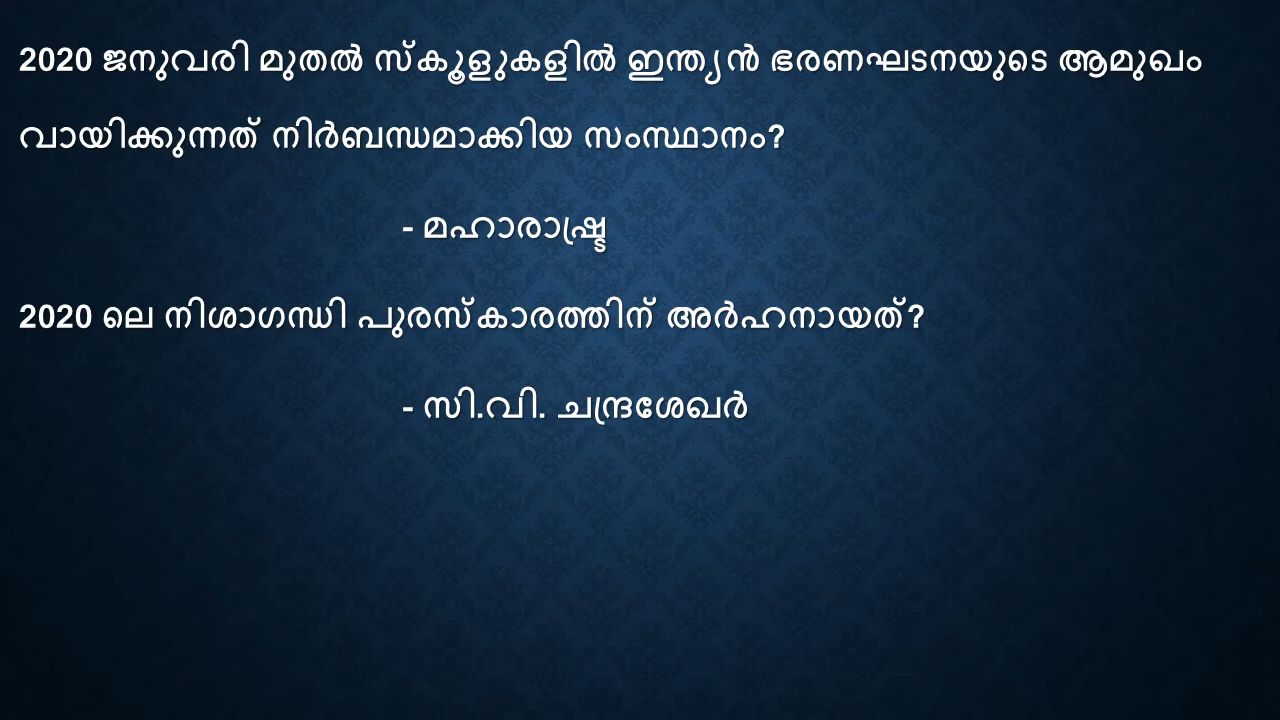 2020 ജനുവരി മുതൽ സ്കൂളുകളിൽ ഇന്ത്യൻ ഭരണഘടനയുടെ ആമുഖം
വായിക്കുന്നത് നിർബന്ധമാക്കിയ സംസ്ഥാനം?
- മഹാരാഷ്ട്ര
2020 ലെ നിശാഗന്ധി പുരസ്കാരത്തിന് അർഹനായത്?
- സി.വി. ചന്ദ്രശേഖർ